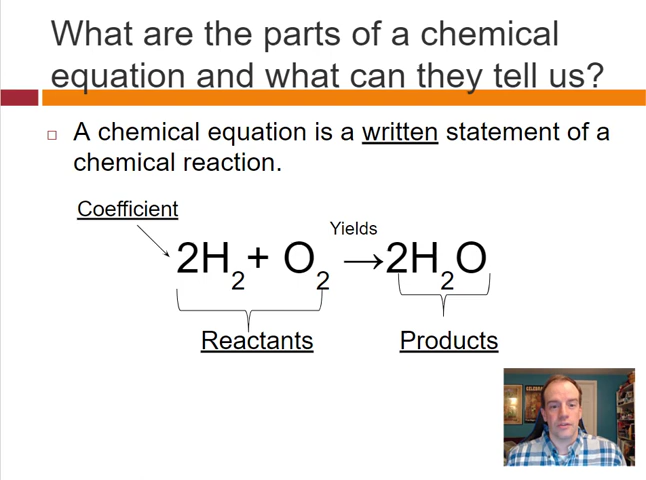 What are the parts of a chemical
equation and what can they tell us?
□ A chemical equation is a written statement of a
chemical reaction.
Coefficient
Yields
2H₂+ O₂ →2H₂O
Reactants Products